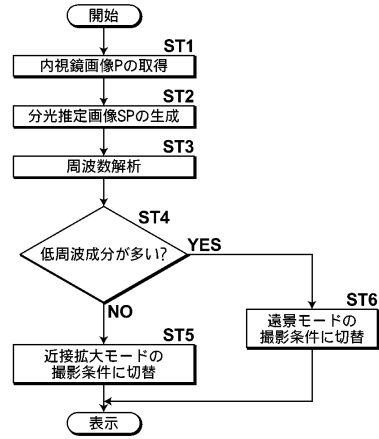 開始
ST1
内視鏡画像Pの取得
ST2
分光推定画像SPの生成
ST3
周波数解析
ST4
低周波成分が多い?
YES
NO
ST6
遠景モードの
撮影条件に切替
ST5
近接拡大モードの
撮影条件に切替
表示